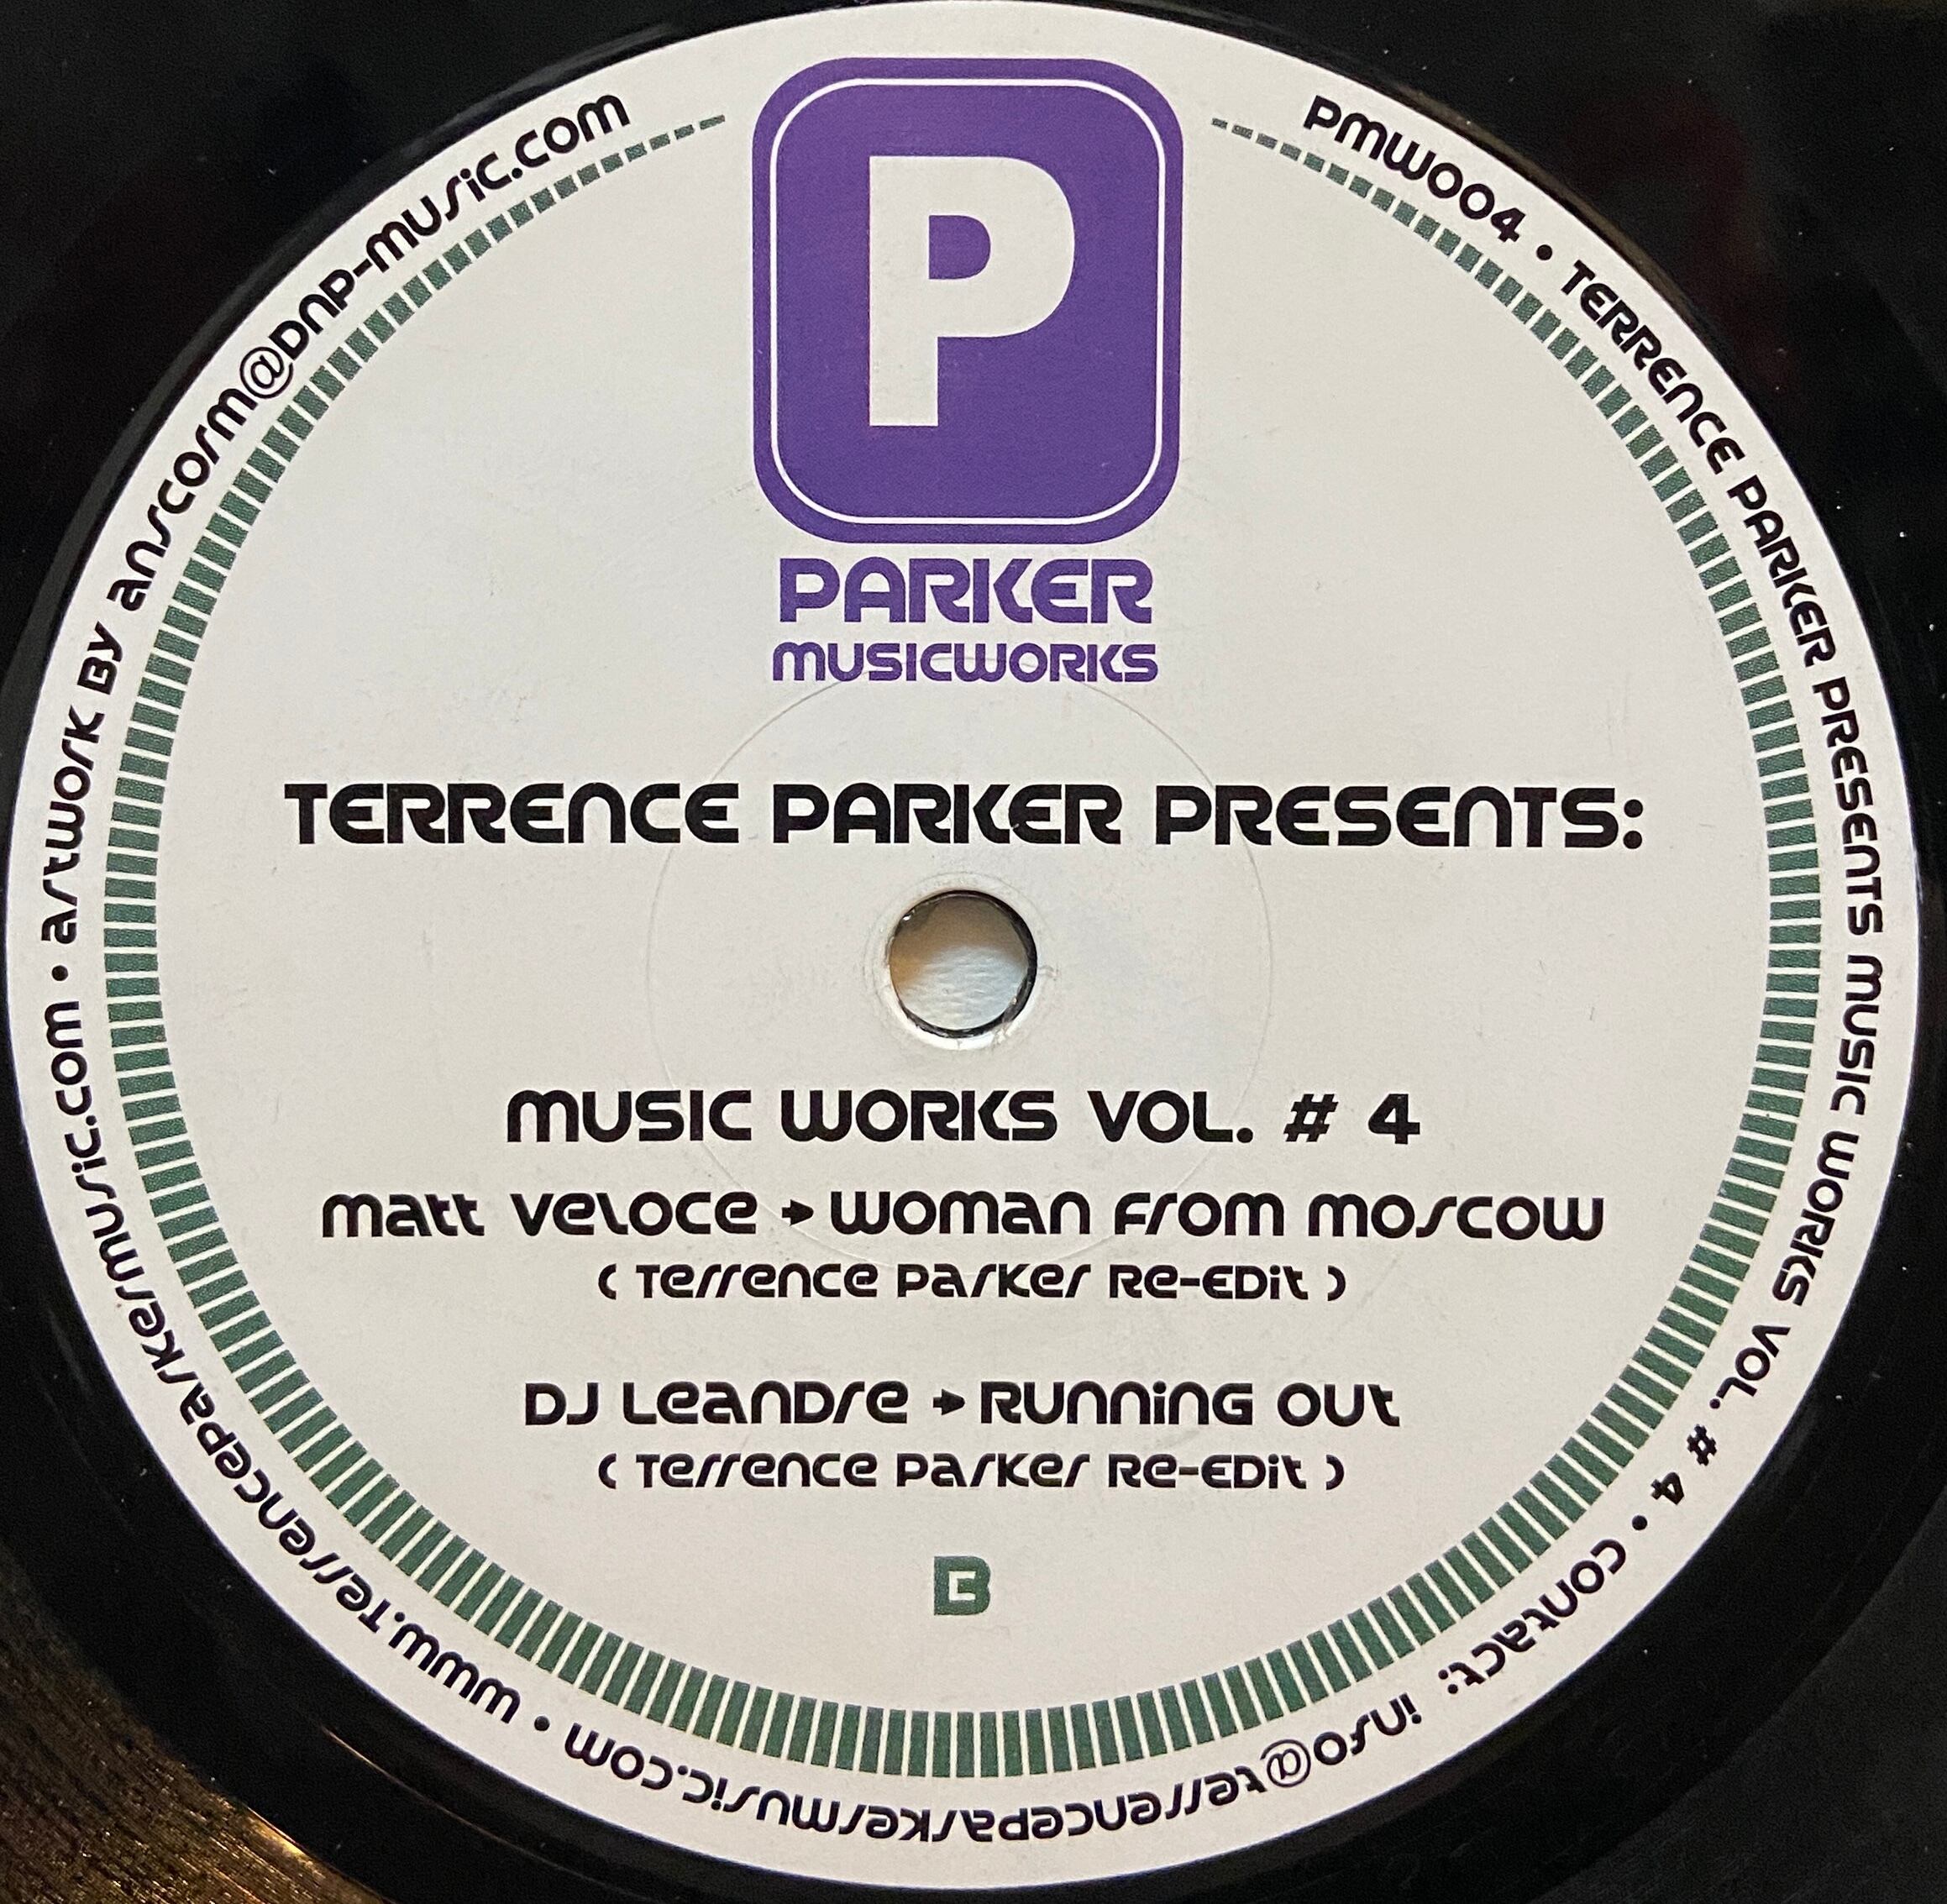 P
PARKER
MUSICWORKS
TERRENCE PARKER PRESENTS:
MUSIC WORKS VOL. # 4
Matt Veloce → Woman From Moscow
( Terrence Parker Re-Edit )
DJ Leandre → Running Out
( Terrence Parker Re-Edit )
B
PMW004 • TERRENCE PARKER PRESENTS MUSIC WORKS VOL. # 4 • contact: info@terrenceparkermusic.com • www.terrenceparkermusic.com • artwork by anscorm@DNP-music.com